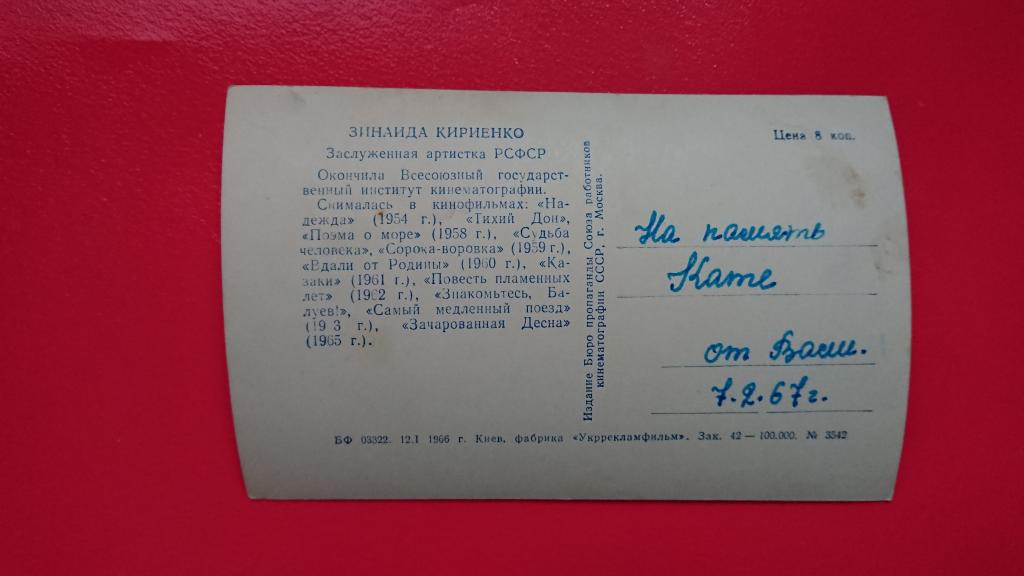 ЗИНАИДА КИРИЕНКО
Заслуженная артистка РСФСР
Окончила Всесоюзный государст-
венный институт кинематографии.
Снималась в кинофильмах: «На-
дежда» (1954 г.), «Тихий Дон»,
«Поэма о море» (1958 г.), «Судьба
человека», «Сорока-воровка» (1959 г.),
«Вдали от Родины» (1960 г.), «Ка-
заки» (1961 г.), «Повесть пламенных
лет» (1962 г.), «Знакомьтесь, Ба-
луев!», «Самый медленный поезд»
(19 3 г.), «Зачарованная Десна»
(1965 г.).
Издание Бюро пропаганды Союза работников
кинематографии СССР, г. Москва.
Цена 8 коп.
На память
Кате
от Васи.
7.2.67г.
БФ 03322. 12.I 1966 г. Киев, фабрика «Укррекламфильм». Зак. 42 — 100.000. № 3542